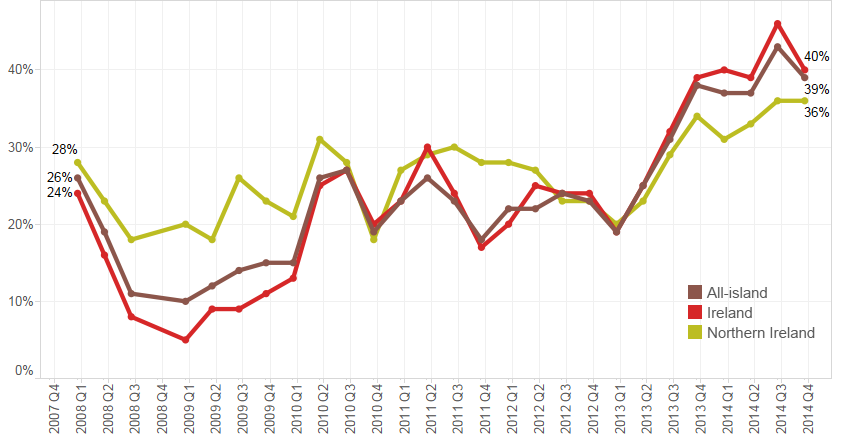 40%
30%
20%
10%
0%
28%
26%
24%
40%
39%
36%
All-island
Ireland
Northern Ireland
2007 Q4
2008 Q1
2008 Q2
2008 Q3
2008 Q4
2009 Q1
2009 Q2
2009 Q3
2009 Q4
2010 Q1
2010 Q2
2010 Q3
2010 Q4
2011 Q1
2011 Q2
2011 Q3
2011 Q4
2012 Q1
2012 Q2
2012 Q3
2012 Q4
2013 Q1
2013 Q2
2013 Q3
2013 Q4
2014 Q1
2014 Q2
2014 Q3
2014 Q4